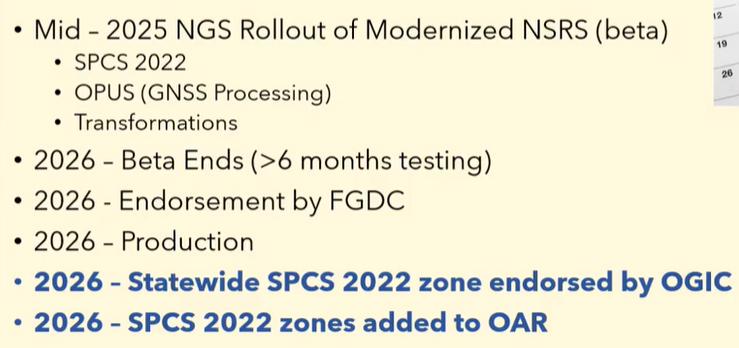 • Mid – 2025 NGS Rollout of Modernized NSRS (beta)
• SPCS 2022
• OPUS (GNSS Processing)
• Transformations
• 2026 – Beta Ends (>6 months testing)
• 2026 - Endorsement by FGDC
• 2026 – Production
• 2026 – Statewide SPCS 2022 zone endorsed by OGIC
• 2026 – SPCS 2022 zones added to OAR
12
19
26